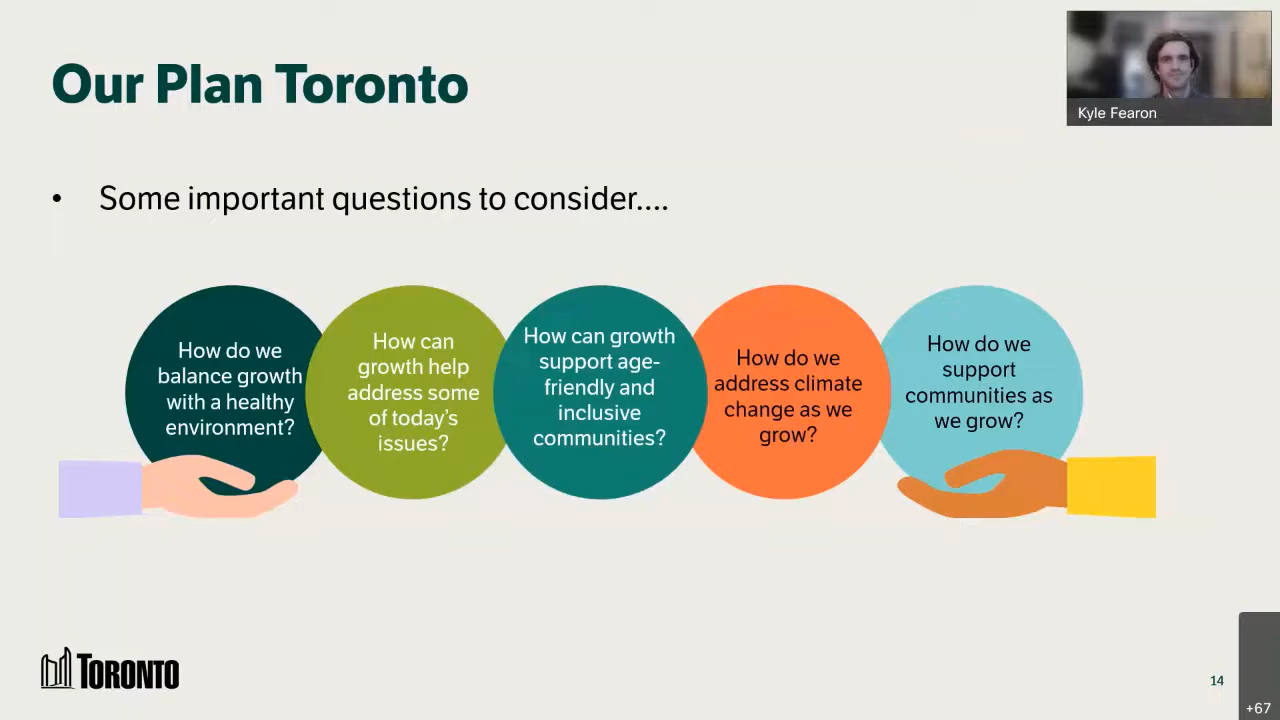 Our Plan Toronto
Kyle Fearon
• Some important questions to consider....
How do we
balance growth
with a healthy
environment?
How can
growth help
address some
of today's
issues?
How can growth
support age-
friendly and
inclusive
communities?
How do we
address climate
change as we
grow?
How do we
support
communities as
we grow?
TORONTO
14
+67